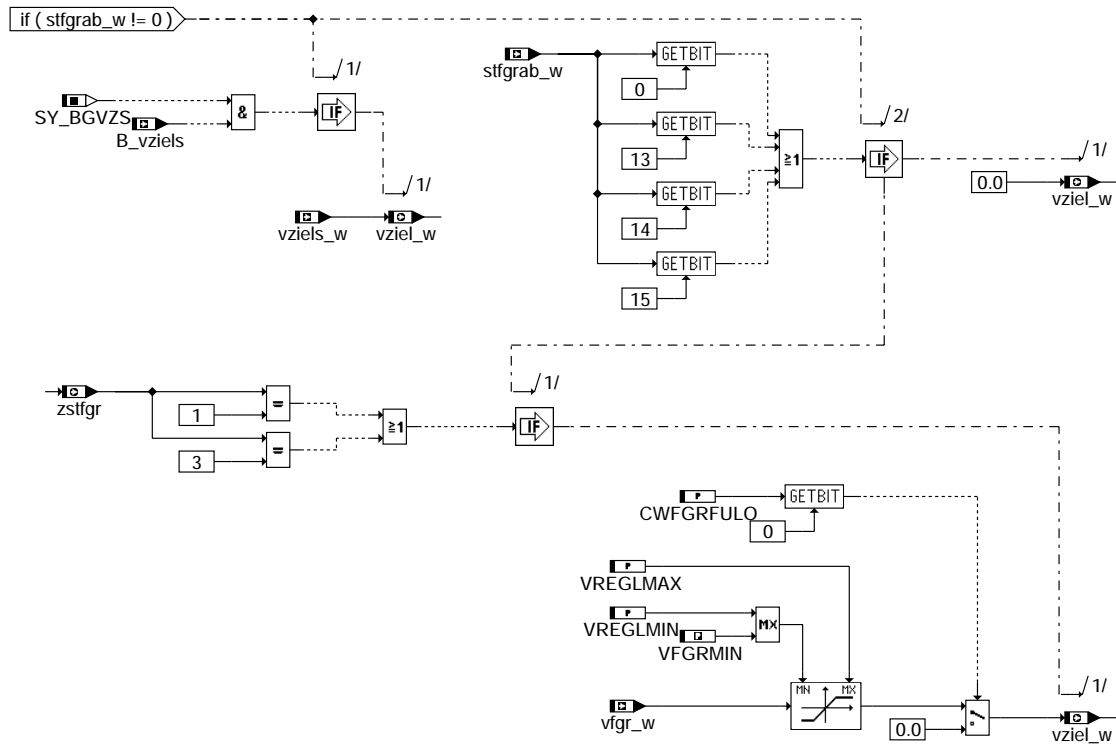 if ( stfgrab_w != 0 )
/1/
SY_BGVZS
B_vziels
&
IF
/1/
vziels_w
vziel_w
stfgrab_w
GETBIT
0
GETBIT
13
GETBIT
14
GETBIT
15
≥1
/2/
IF
/1/
0.0
vziel_w
/1/
zstfgr
1
=
3
=
≥1
IF
CWFGRFULO
GETBIT
0
P
VREGLMAX
P
VREGLMIN
P
VFGRMIN
P
MX
MN
MX
vfgr_w
0.0
/1/
vziel_w